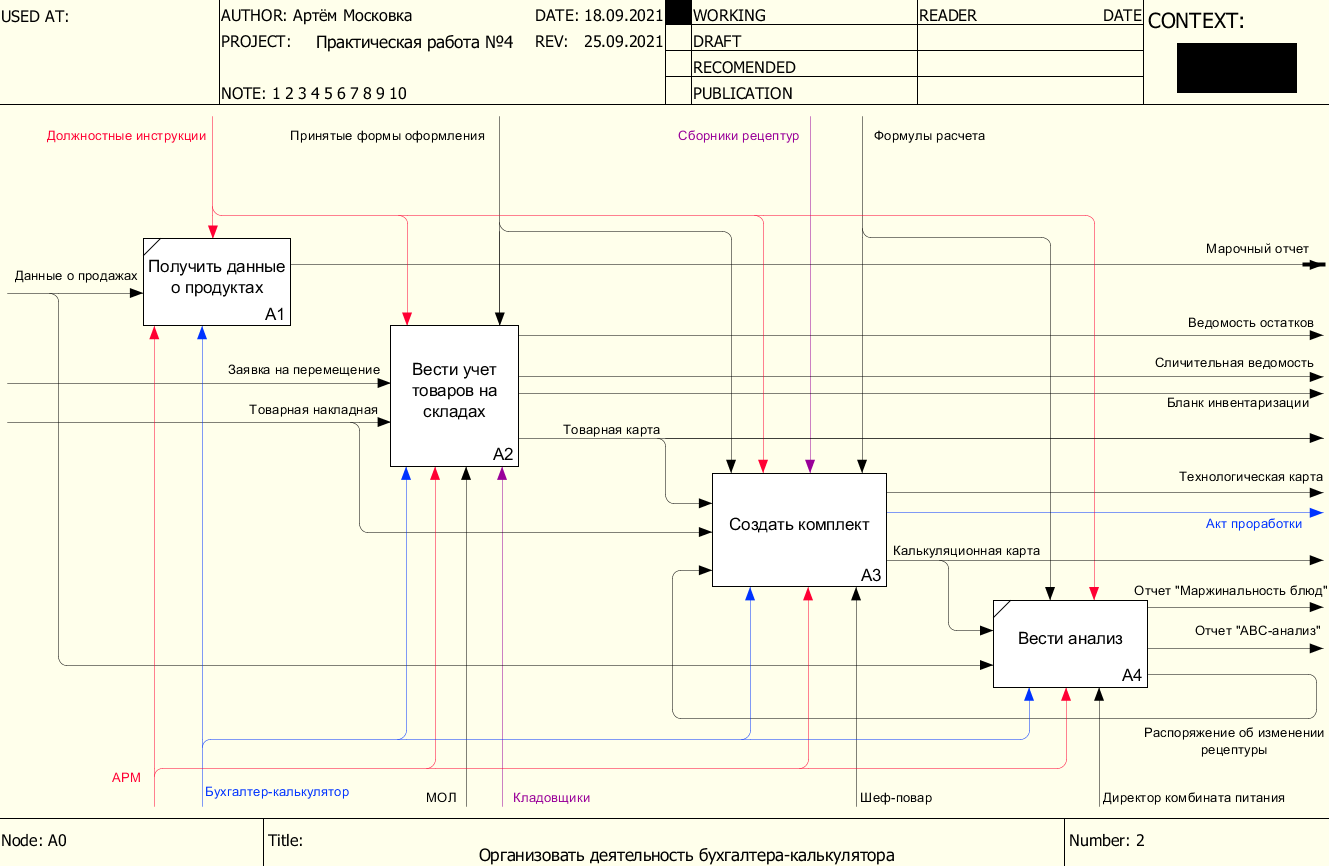 USED AT:
AUTHOR: Артём Московка
DATE: 18.09.2021
PROJECT: Практическая работа №4
REV: 25.09.2021
NOTE: 1 2 3 4 5 6 7 8 9 10
WORKING
DRAFT
RECOMENDED
PUBLICATION
READER
DATE
CONTEXT:
Должностные инструкции
Принятые формы оформления
Сборники рецептур
Формулы расчета
Данные о продажах
Получить данные
о продуктах
A1
Марочный отчет
Ведомость остатков
Сличительная ведомость
Бланк инвентаризации
Заявка на перемещение
Товарная накладная
Вести учет
товаров на
складах
A2
Товарная карта
Создать комплект
A3
Технологическая карта
Акт проработки
Калькуляционная карта
Отчет "Маржинальность блюд"
Отчет "ABC-анализ"
Вести анализ
A4
Распоряжение об изменении
рецептуры
АРМ
Бухгалтер-калькулятор
МОЛ
Кладовщики
Шеф-повар
Директор комбината питания
Node: A0
Title:
Организовать деятельность бухгалтера-калькулятора
Number: 2